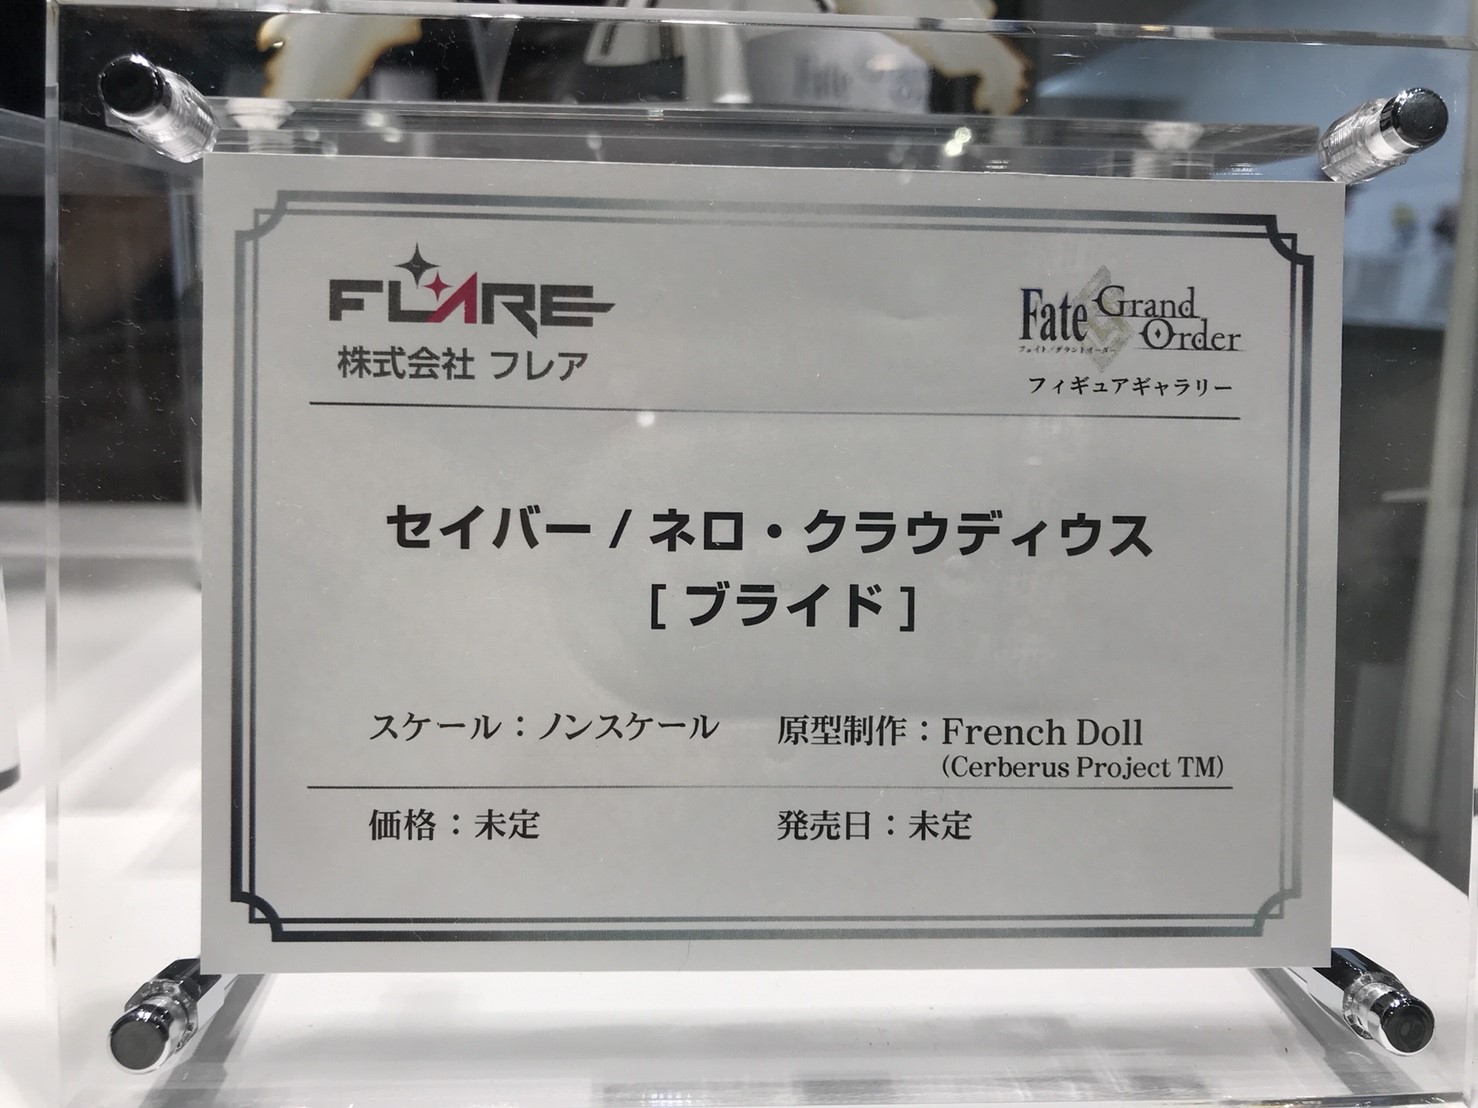 FLARE
株式会社 フレア
Fate Grand Order
フェイト/グランドオーダー
フィギュアギャラリー
セイバー / ネロ・クラウディウス
[ ブライド ]
スケール：ノンスケール 原型制作：French Doll
(Cerberus Project TM)
価格：未定 発売日：未定